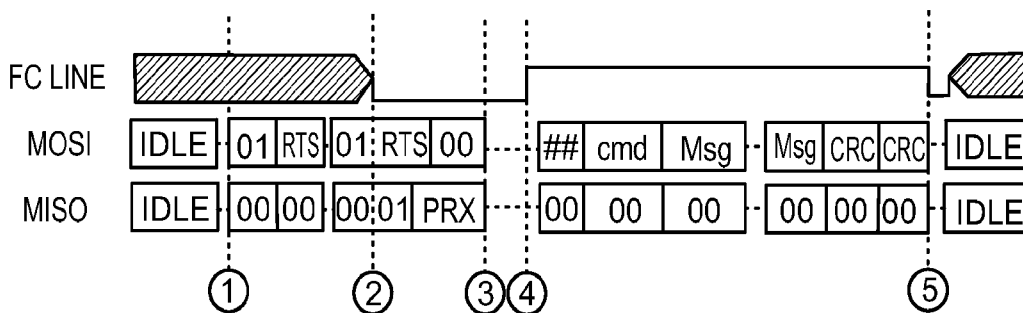 FC LINE
MOSI IDLE 01 RTS 01 RTS 00 ## cmd Msg Msg CRC CRC IDLE
MISO IDLE 00 00 00 01 PRX 00 00 00 00 00 00 IDLE
1 2 3 4 5